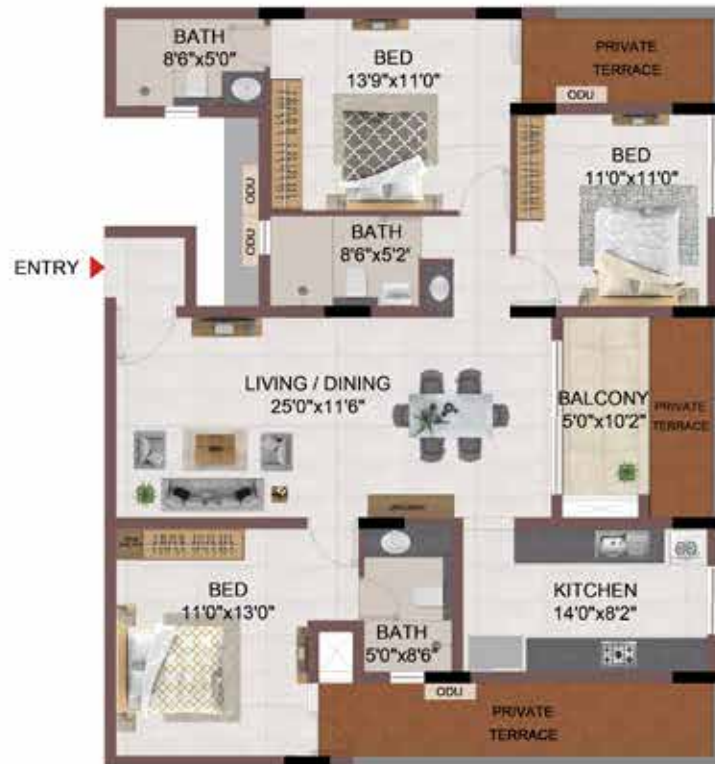 BATH
8'6"x5'0"
BED
13'9"x11'0"
PRIVATE
TERRACE
ODU
BED
11'0"x11'0"
ODU
ODU
BATH
8'6"x5'2'
ENTRY
LIVING / DINING
25'0"x11'6"
BALCONY
5'0"x10'2"
PRIVATE
TERRACE
BED
11'0"x13'0"
BATH
5'0"x8'6"
KITCHEN
14'0"x8'2"
ODU
PRIVATE
TERRACE